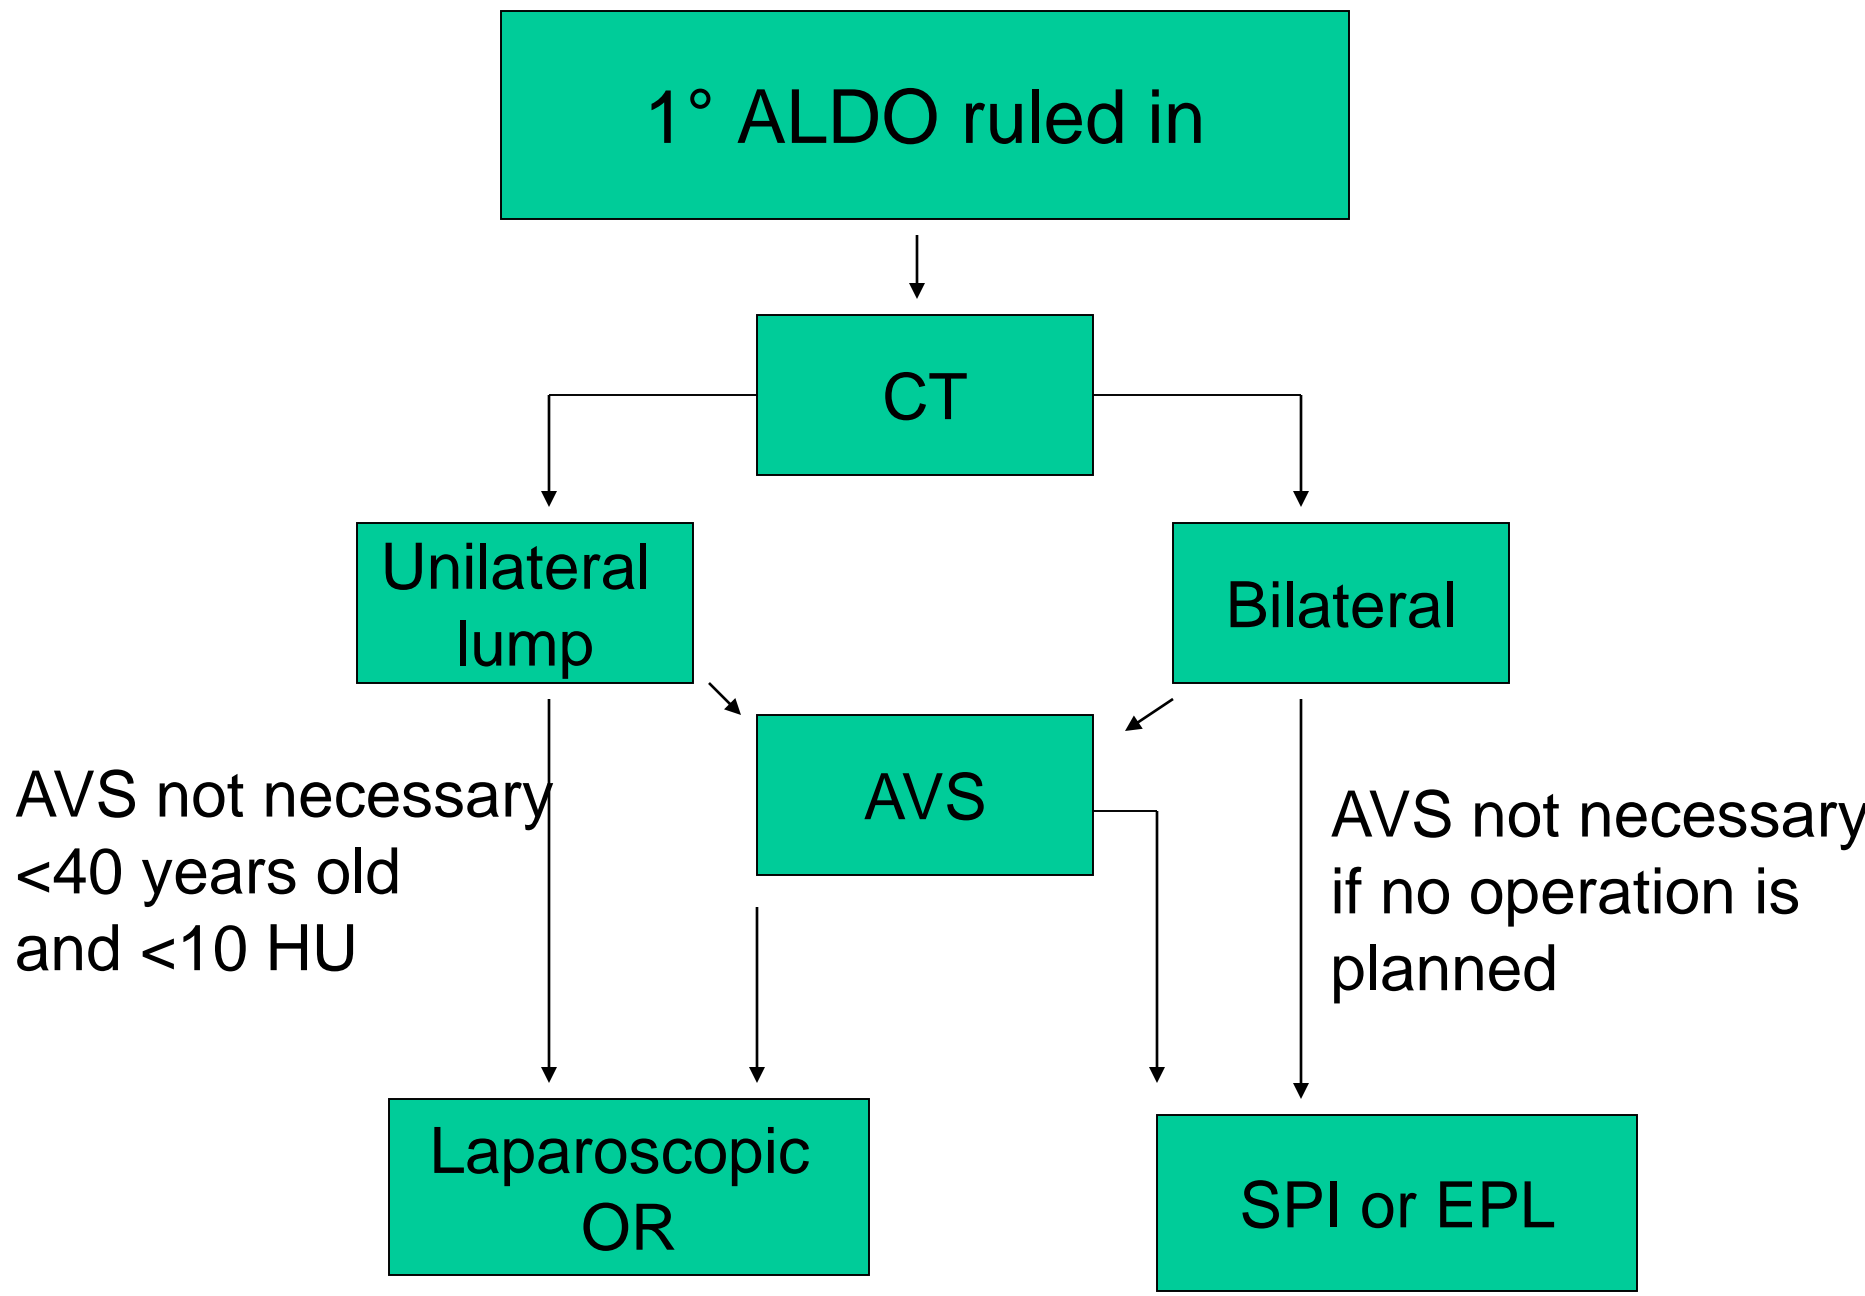 1° ALDO ruled in
CT
Unilateral
lump
Bilateral
AVS
AVS not necessary
<40 years old
and <10 HU
AVS not necessary
if no operation is
planned
Laparoscopic
OR
SPI or EPL